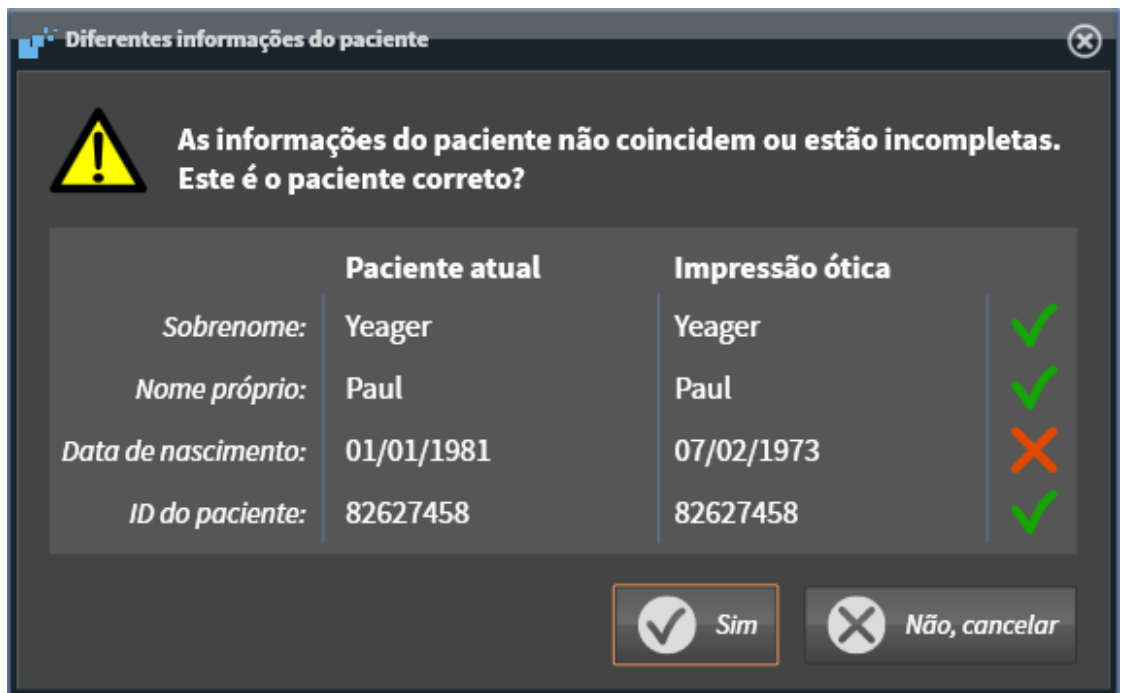 Diferentes informações do paciente
As informações do paciente não coincidem ou estão incompletas.
Este é o paciente correto?
Paciente atual Impressão ótica
Sobrenome: Yeager Yeager
Nome próprio: Paul Paul
Data de nascimento: 01/01/1981 07/02/1973
ID do paciente: 82627458 82627458
Sim Não, cancelar